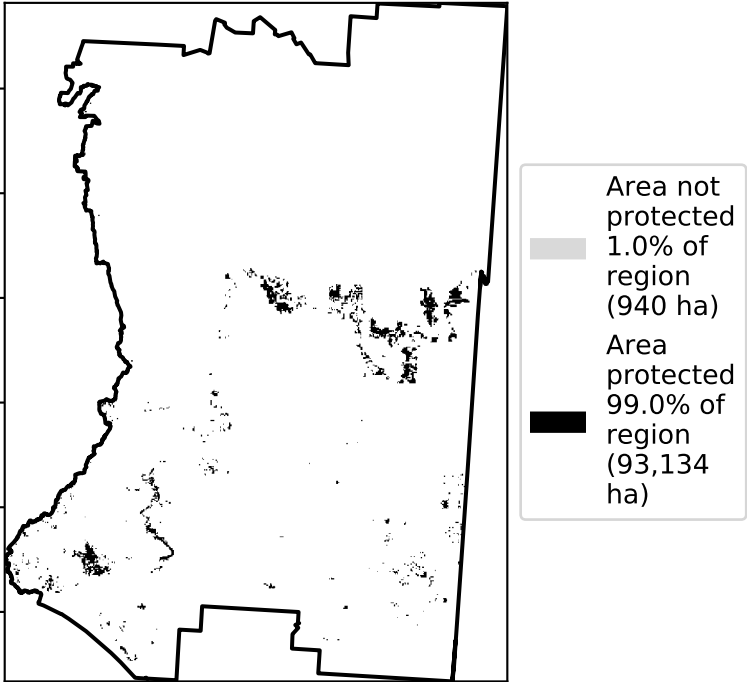 Area not
protected
1.0% of
region
(940 ha)
Area
protected
99.0% of
region
(93,134
ha)